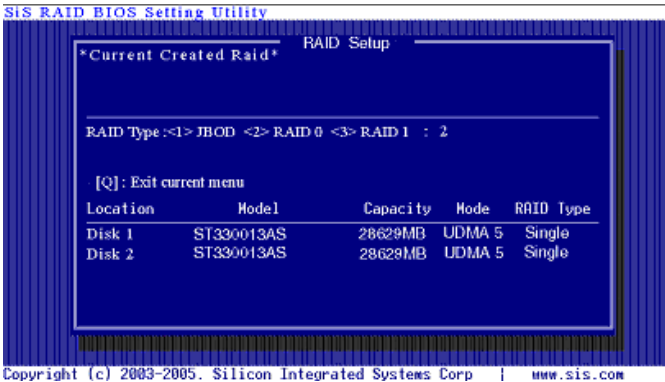 SiS RAID BIOS Setting Utility
RAID Setup
*Current Created Raid*
RAID Type :<1> JBOD <2> RAID 0 <3> RAID 1 : 2
[Q] : Exit current menu
Location Model Capacity Mode RAID Type
Disk 1 ST330013AS 28629MB UDMA 5 Single
Disk 2 ST330013AS 28629MB UDMA 5 Single
Copyright (c) 2003-2005. Silicon Integrated Systems Corp | www.sis.com